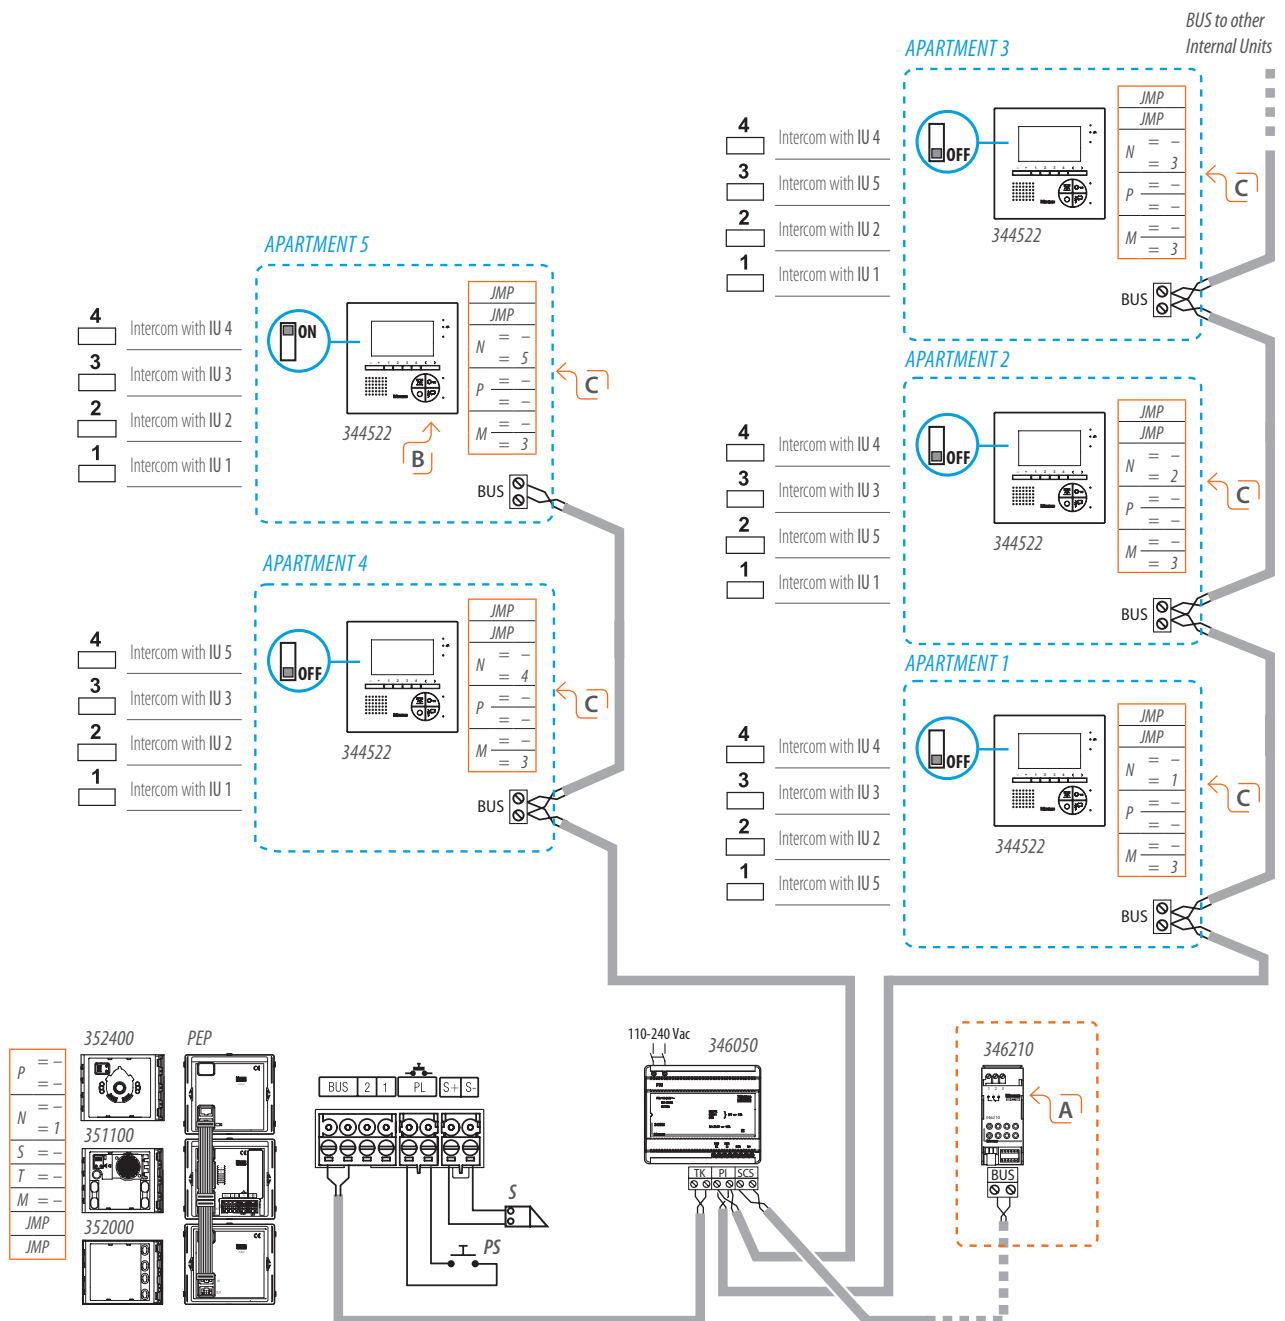 BUS to other
Internal Units
APARTMENT 3
4 Intercom with IU 4
3 Intercom with IU 5
2 Intercom with IU 2
1 Intercom with IU 1
OFF
344522
JMP
JMP
N = –
= 3
P = –
= –
M = –
= 3
C
BUS
APARTMENT 5
4 Intercom with IU 4
3 Intercom with IU 3
2 Intercom with IU 2
1 Intercom with IU 1
ON
344522
B
JMP
JMP
N = –
= 5
P = –
= –
M = –
= 3
C
BUS
APARTMENT 2
4 Intercom with IU 4
3 Intercom with IU 3
2 Intercom with IU 5
1 Intercom with IU 1
OFF
344522
JMP
JMP
N = –
= 2
P = –
= –
M = –
= 3
C
BUS
APARTMENT 4
4 Intercom with IU 5
3 Intercom with IU 3
2 Intercom with IU 2
1 Intercom with IU 1
OFF
344522
JMP
JMP
N = –
= 4
P = –
= –
M = –
= 3
C
BUS
APARTMENT 1
4 Intercom with IU 4
3 Intercom with IU 3
2 Intercom with IU 2
1 Intercom with IU 5
OFF
344522
JMP
JMP
N = –
= 1
P = –
= –
M = –
= 3
C
BUS
P = –
= –
N = –
= 1
S = –
T = –
M = –
JMP
JMP
352400
351100
352000
PEP
BUS 2 1 PL S+ S-
S
PS
110-240 Vac
346050
TK PI SCS
346210
A
BUS